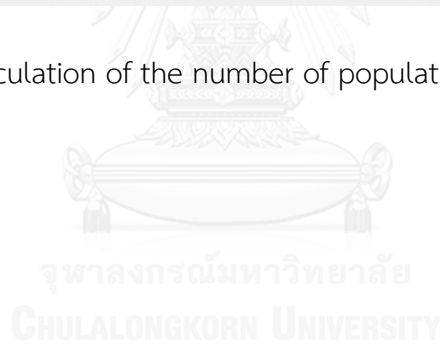 culation of the number of populat
จุฬาลงกรณ์มหาวิทยาลัย
CHULALONGKORN UNIVERSITY